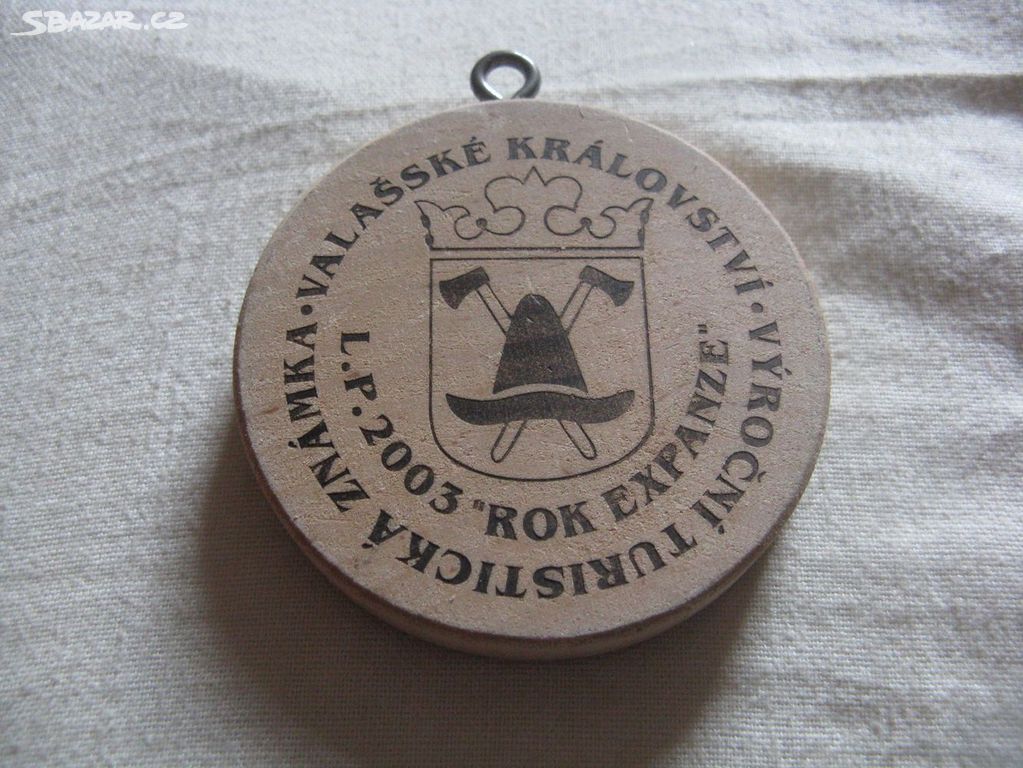 SBAZAR.CZ
VALAŠSKÉ KRÁLOVSTVÍ · VÝROČNÍ TURISTICKÁ ZNÁMKA ·
L.P. 2003 "ROK EXPANZE"